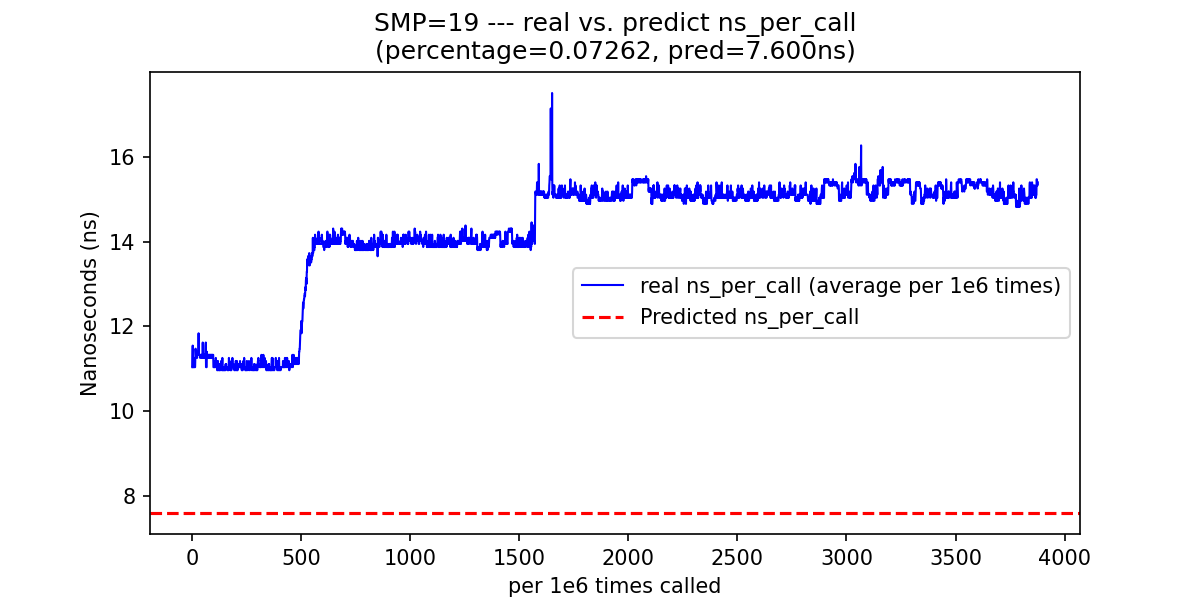 SMP=19 --- real vs. predict ns_per_call
(percentage=0.07262, pred=7.600ns)
Nanoseconds (ns)
16
14
12
10
8
real ns_per_call (average per 1e6 times)
Predicted ns_per_call
0 500 1000 1500 2000 2500 3000 3500 4000
per 1e6 times called